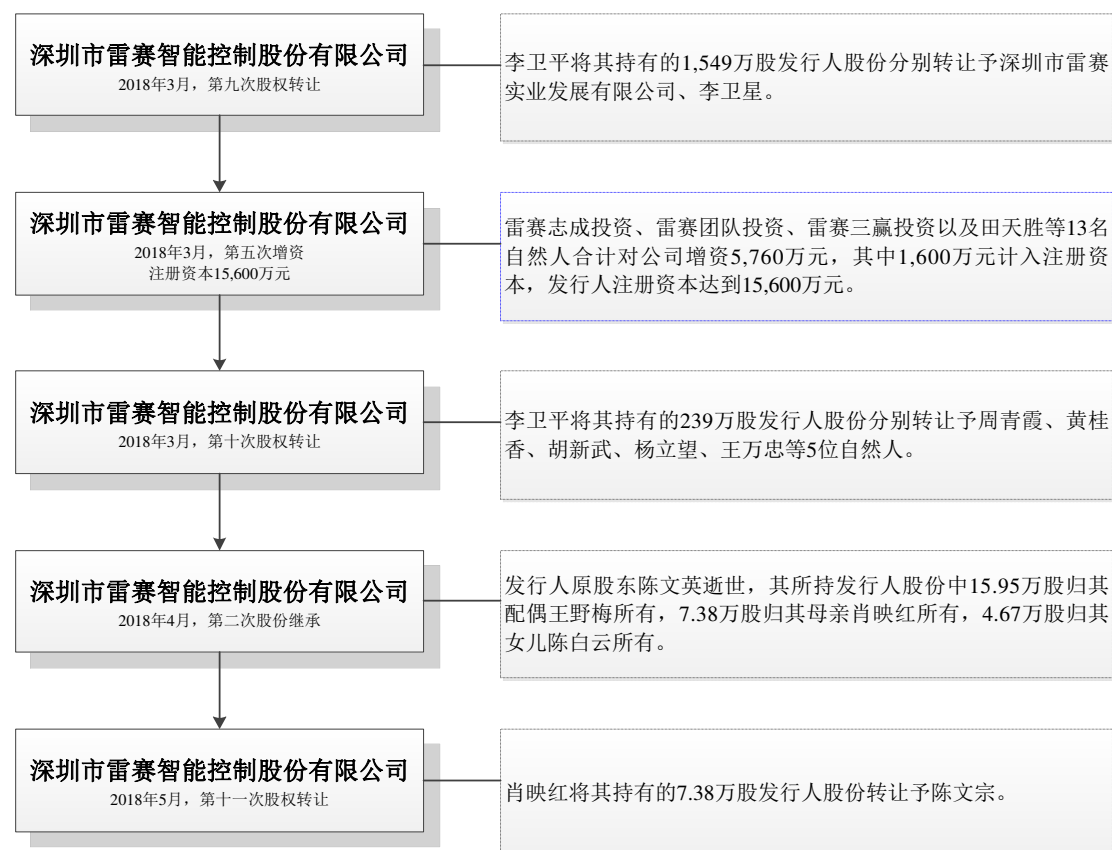 深圳市雷赛智能控制股份有限公司
2018年3月，第九次股权转让
李卫平将其持有的1,549万股发行人股份分别转让予深圳市雷赛
实业发展有限公司、李卫星。
深圳市雷赛智能控制股份有限公司
2018年3月，第五次增资
注册资本15,600万元
雷赛志成投资、雷赛团队投资、雷赛三赢投资以及田天胜等13名
自然人合计对公司增资5,760万元，其中1,600万元计入注册资
本，发行人注册资本达到15,600万元。
深圳市雷赛智能控制股份有限公司
2018年3月，第十次股权转让
李卫平将其持有的239万股发行人股份分别转让予周青霞、黄桂
香、胡新武、杨立望、王万忠等5位自然人。
深圳市雷赛智能控制股份有限公司
2018年4月，第二次股份继承
发行人原股东陈文英逝世，其所持发行人股份中15.95万股归其
配偶王野梅所有，7.38万股归其母亲肖映红所有，4.67万股归其
女儿陈白云所有。
深圳市雷赛智能控制股份有限公司
2018年5月，第十一次股权转让
肖映红将其持有的7.38万股发行人股份转让予陈文宗。